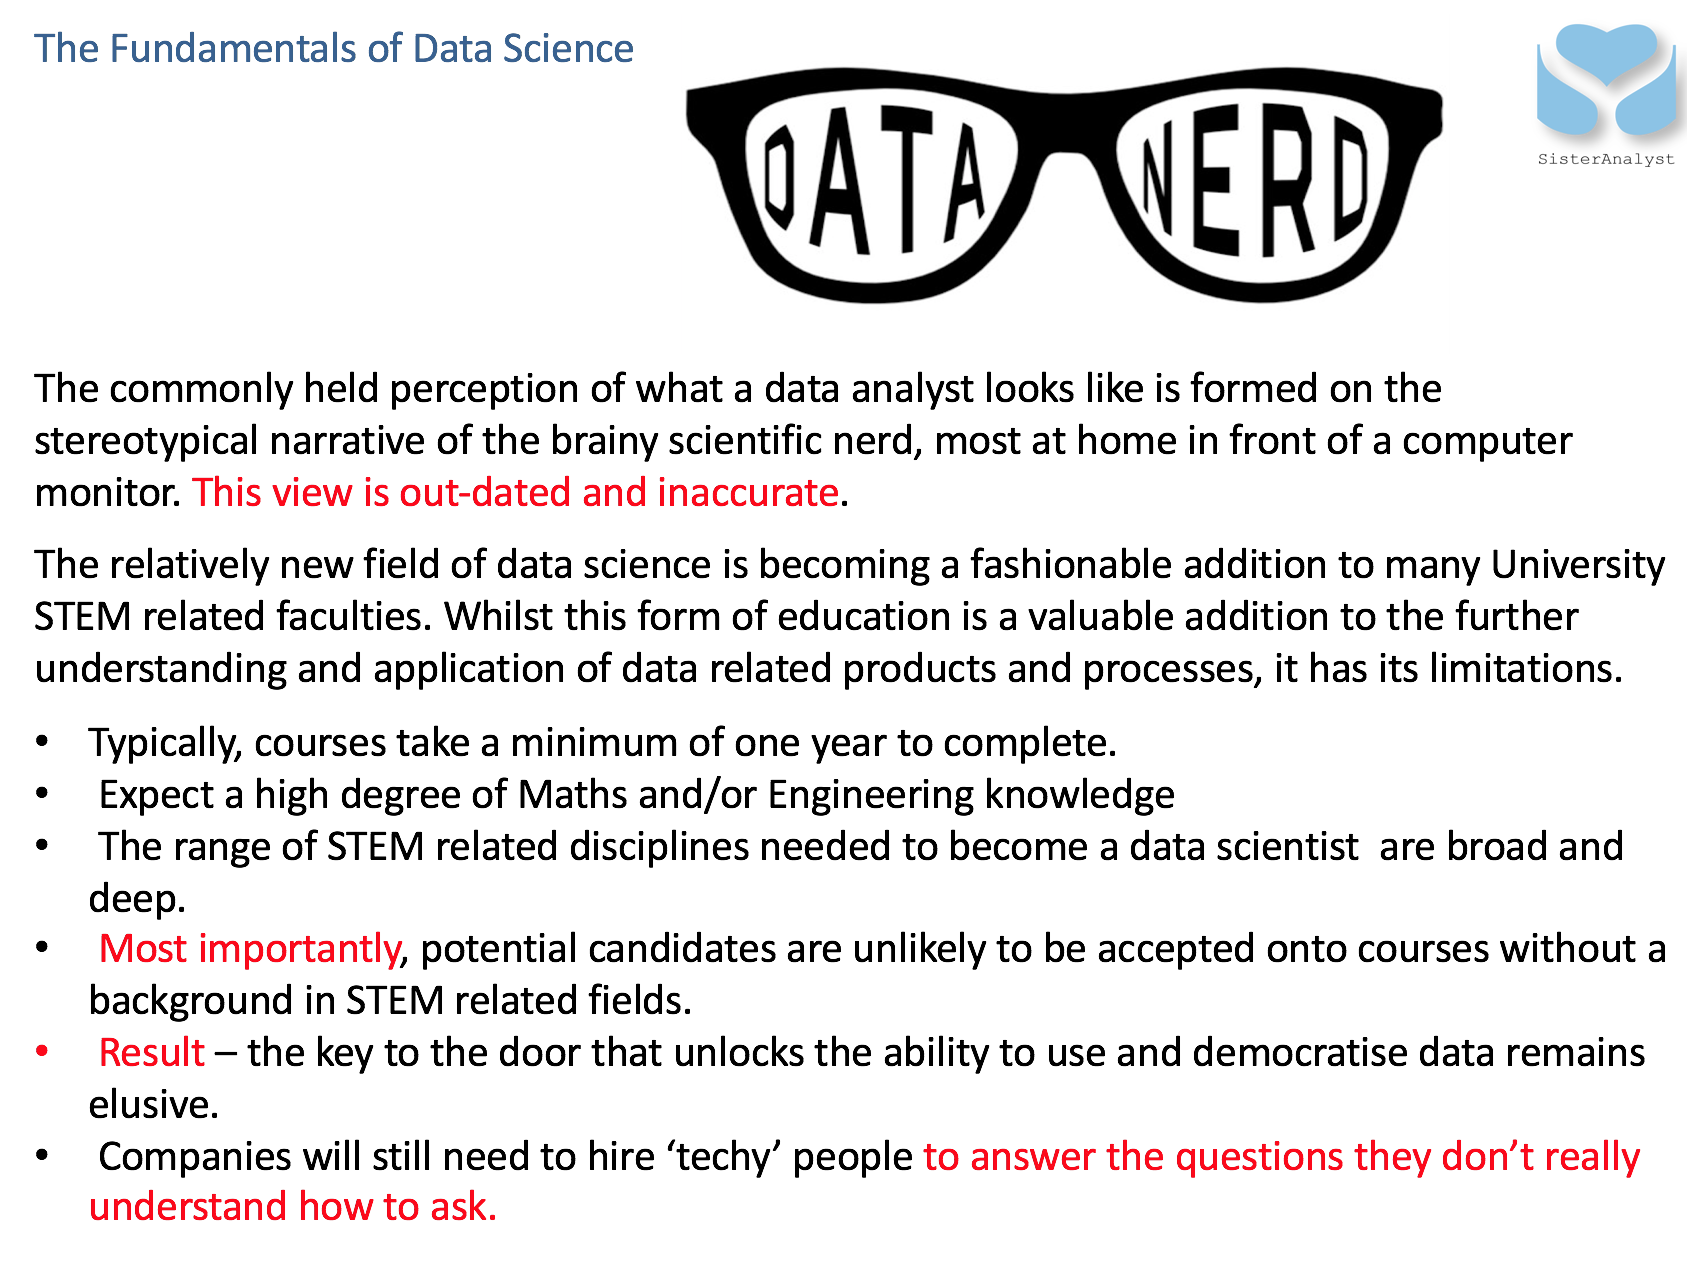 The Fundamentals of Data Science
DATA NERD
SisterAnalyst
The commonly held perception of what a data analyst looks like is formed on the
stereotypical narrative of the brainy scientific nerd, most at home in front of a computer
monitor. This view is out-dated and inaccurate.
The relatively new field of data science is becoming a fashionable addition to many University
STEM related faculties. Whilst this form of education is a valuable addition to the further
understanding and application of data related products and processes, it has its limitations.
• Typically, courses take a minimum of one year to complete.
• Expect a high degree of Maths and/or Engineering knowledge
• The range of STEM related disciplines needed to become a data scientist  are broad and
deep.
• Most importantly, potential candidates are unlikely to be accepted onto courses without a
background in STEM related fields.
• Result – the key to the door that unlocks the ability to use and democratise data remains
elusive.
• Companies will still need to hire ‘techy’ people to answer the questions they don’t really
understand how to ask.